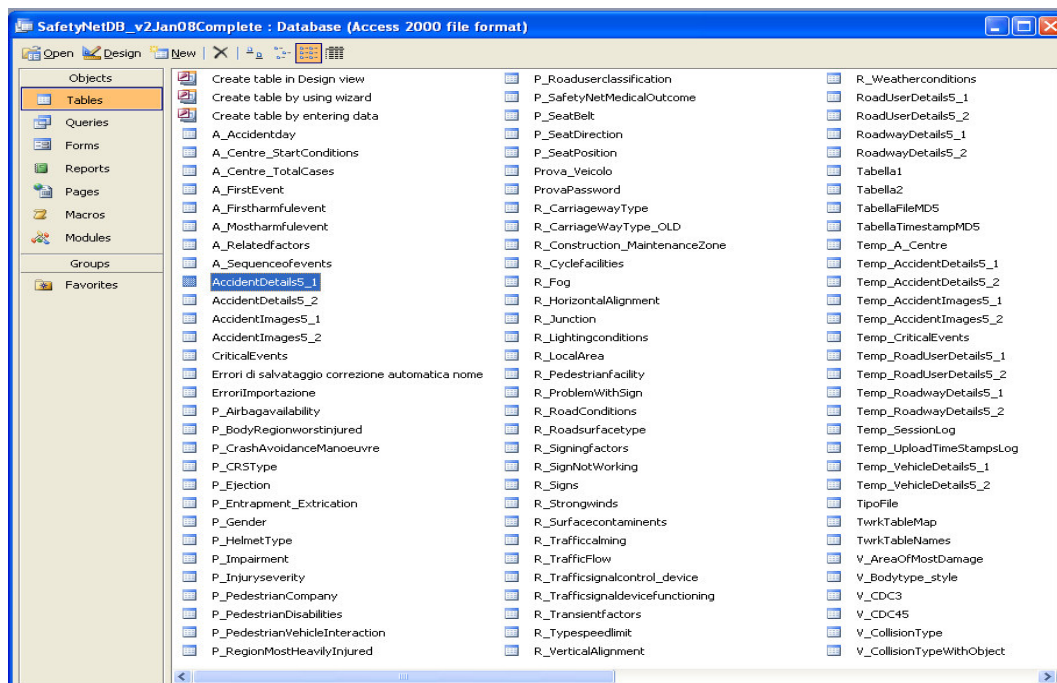 SafetyNetDB_v2Jan08Complete : Database (Access 2000 file format)
Open Design New
Objects
Tables
Queries
Forms
Reports
Pages
Macros
Modules
Groups
Favorites
Create table in Design view
Create table by using wizard
Create table by entering data
A_Accidentday
A_Centre_StartConditions
A_Centre_TotalCases
A_FirstEvent
A_Firstharmfulevent
A_Mostharmfulevent
A_Relatedfactors
A_Sequenceofevents
AccidentDetails5_1
AccidentDetails5_2
AccidentImages5_1
AccidentImages5_2
CriticalEvents
Errori di salvataggio correzione automatica nome
ErroriImportazione
P_Airbagavailability
P_BodyRegionworstinjured
P_CrashAvoidanceManoeuvre
P_CRSType
P_Ejection
P_Entrapment_Extrication
P_Gender
P_HelmetType
P_Impairment
P_Injuryseverity
P_PedestrianCompany
P_PedestrianDisabilities
P_PedestrianVehicleInteraction
P_RegionMostHeavilyInjured
P_Roaduserclassification
P_SafetyNetMedicalOutcome
P_SeatBelt
P_SeatDirection
P_SeatPosition
Prova_Veicolo
ProvaPassword
R_CarriagewayType
R_CarriageWayType_OLD
R_Construction_MaintenanceZone
R_Cyclefacilities
R_Fog
R_HorizontalAlignment
R_Junction
R_Lightingconditions
R_LocalArea
R_Pedestrianfacility
R_ProblemWithSign
R_RoadConditions
R_Roadsurfacetype
R_Signingfactors
R_SignNotWorking
R_Signs
R_Strongwinds
R_Surfacecontaminents
R_Trafficcalming
R_TrafficFlow
R_Trafficsignalcontrol_device
R_Trafficsignaldevicefunctioning
R_Transientfactors
R_Typespeedlimit
R_VerticalAlignment
R_Weatherconditions
RoadUserDetails5_1
RoadUserDetails5_2
RoadwayDetails5_1
RoadwayDetails5_2
Tabella1
Tabella2
TabellaFileMD5
TabellaTimestampMD5
Temp_A_Centre
Temp_AccidentDetails5_1
Temp_AccidentDetails5_2
Temp_AccidentImages5_1
Temp_AccidentImages5_2
Temp_CriticalEvents
Temp_RoadUserDetails5_1
Temp_RoadUserDetails5_2
Temp_RoadwayDetails5_1
Temp_RoadwayDetails5_2
Temp_SessionLog
Temp_UploadTimeStampsLog
Temp_VehicleDetails5_1
Temp_VehicleDetails5_2
TipoFile
TwrkTableMap
TwrkTableNames
V_AreaOfMostDamage
V_Bodytype_style
V_CDC3
V_CDC45
V_CollisionType
V_CollisionTypeWithObject